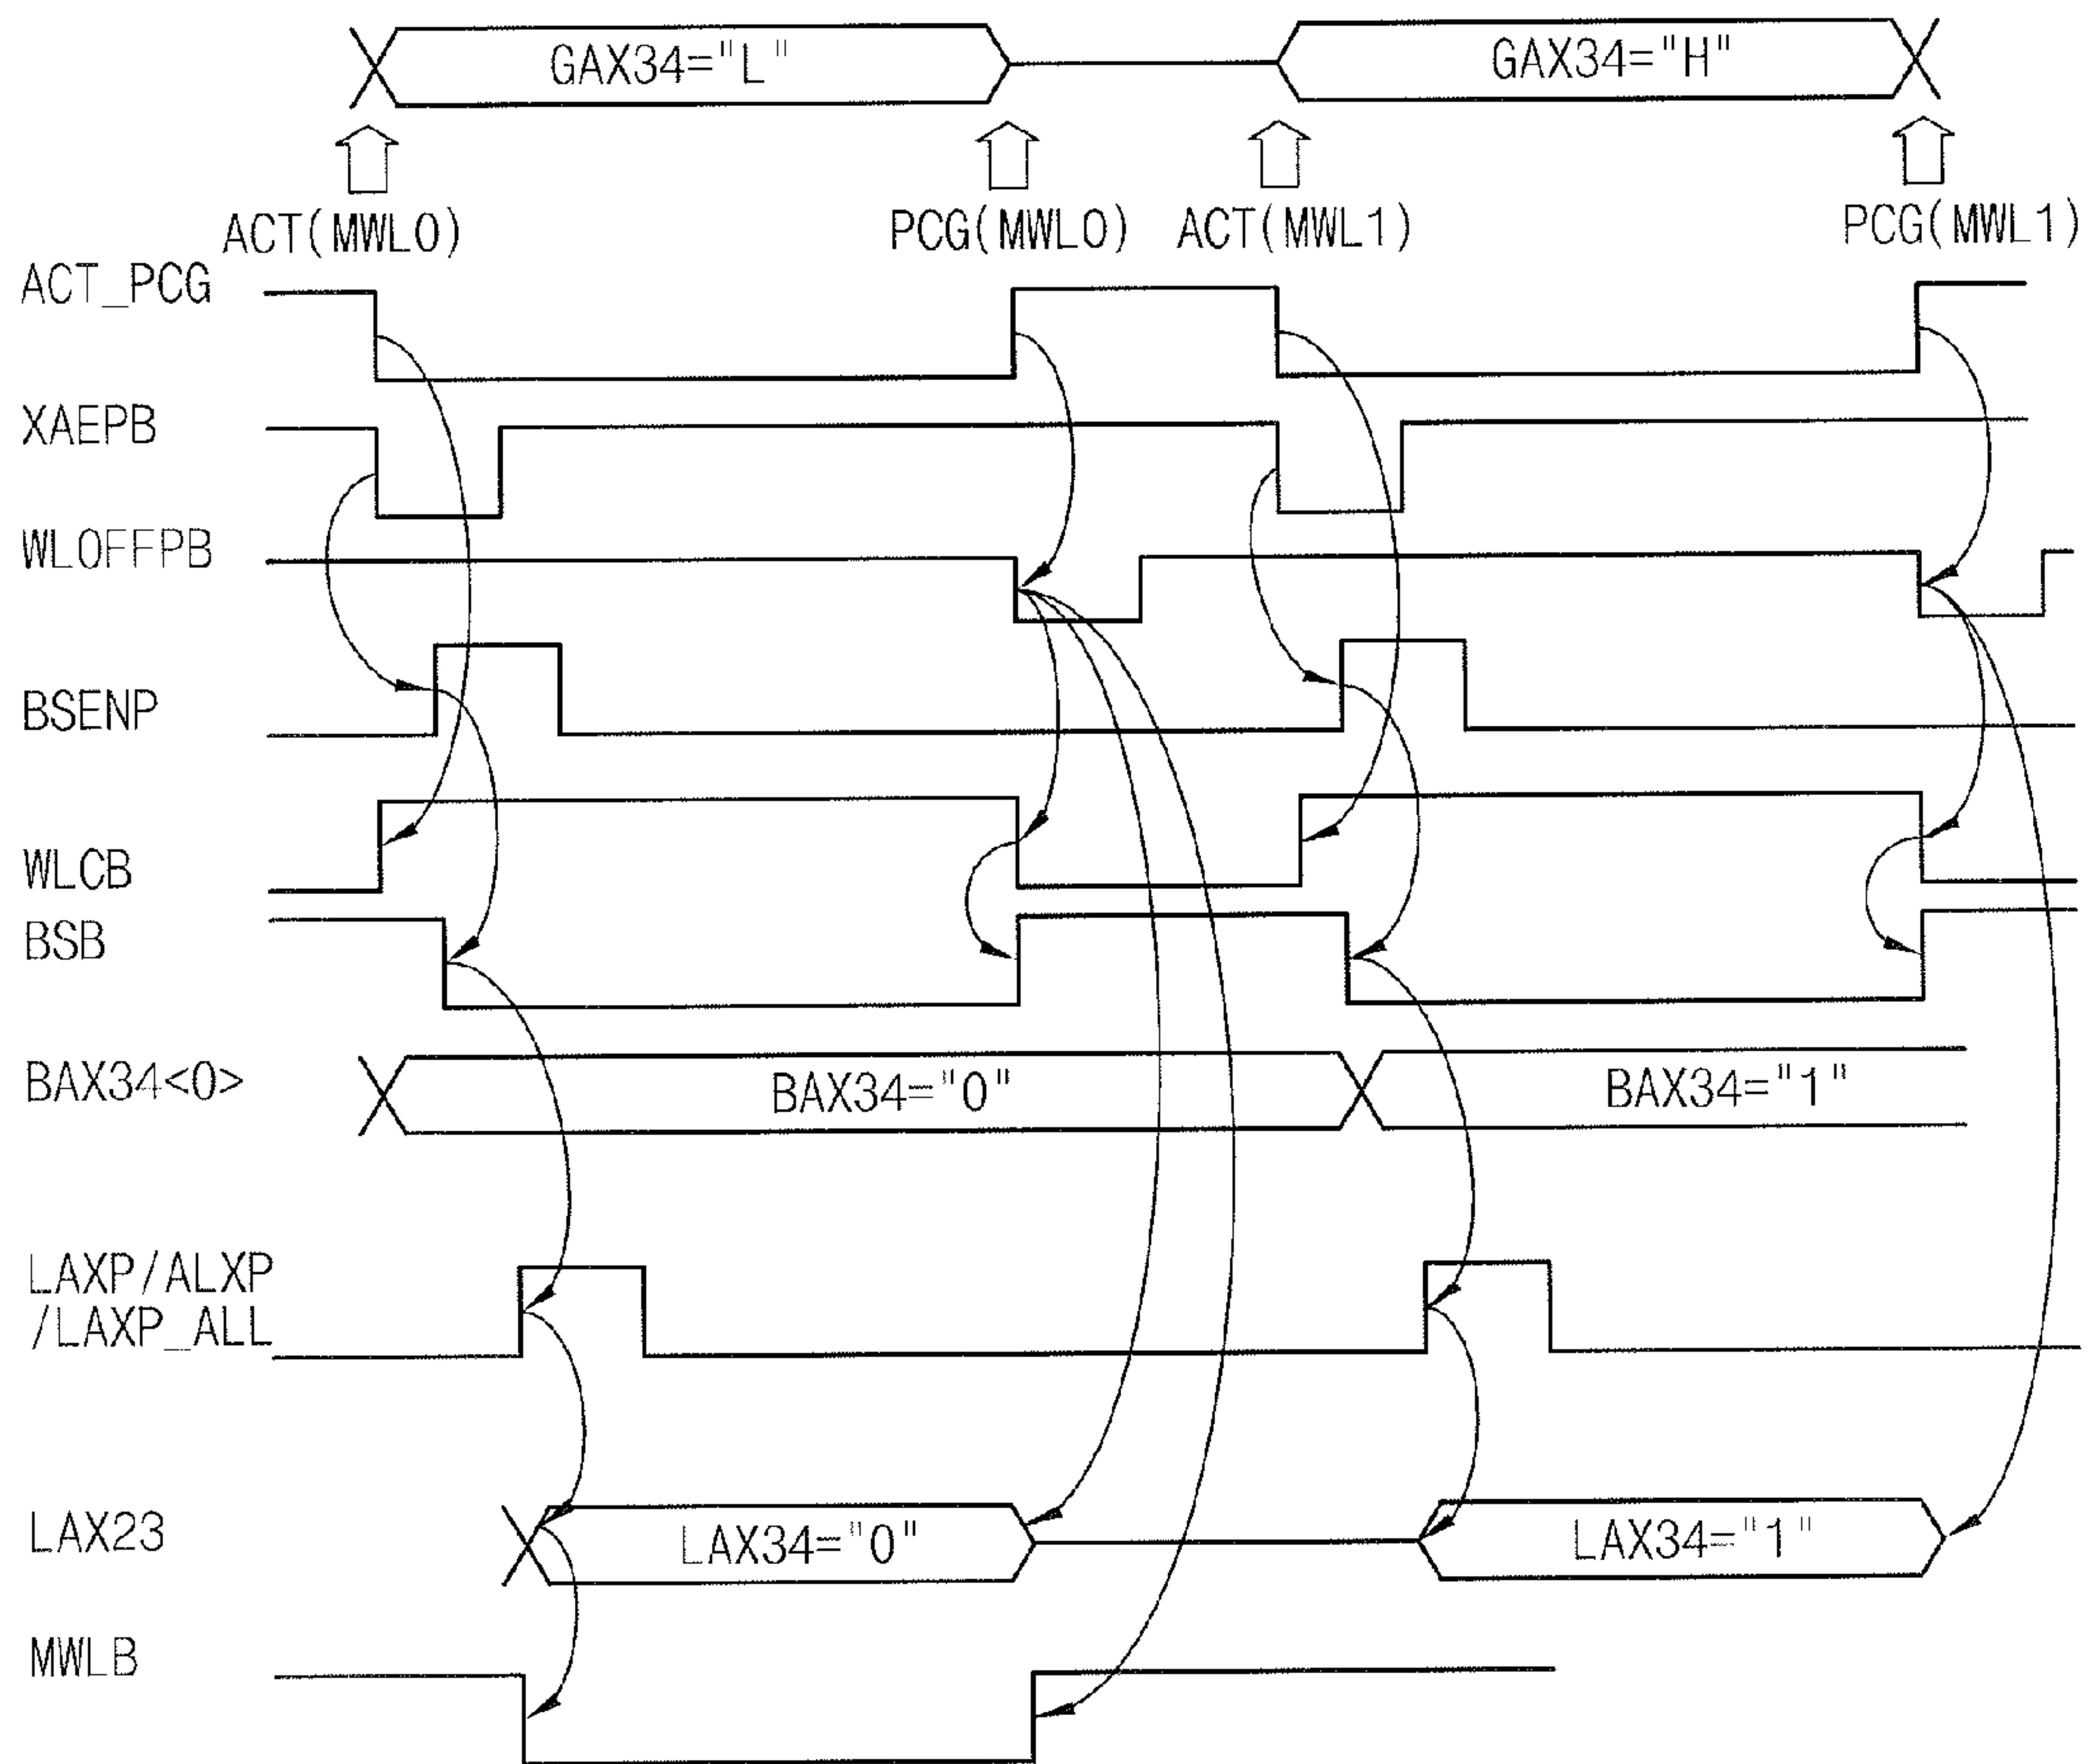 GAX34="L"
GAX34="H"
ACT(MWL0)
PCG(MWL0)
ACT(MWL1)
PCG(MWL1)
ACT_PCG
XAEPB
WLOFFPB
BSENP
WLCB
BSB
BAX34<0>
BAX34="0"
BAX34="1"
LAXP/ALXP
/LAXP_ALL
LAX23
LAX34="0"
LAX34="1"
MWLB